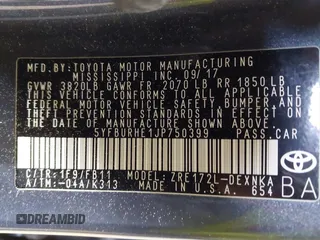 MFD. BY: TOYOTA MOTOR MANUFACTURING
MISSISSIPPI INC. 09/17
GVWR 3820LB GAWR FR 2070 LB RR 1850LB
THIS VEHICLE CONFORMS TO ALL APPLICABLE
FEDERAL MOTOR VEHICLE SAFETY, BUMPER, AND
THEFT PREVENTION STANDARDS IN EFFECT ON
THE DATE OF MANUFACTURE SHOWN ABOVE.
5YFBURHE1JP750399 PASS.CAR
C/TR: 1F9/FB11 MODEL: ZRE172L-DEXNKA
A/TM: -04A/K313 MADE IN U.S.A. 654
TOYOTA
BA
DREAMBID